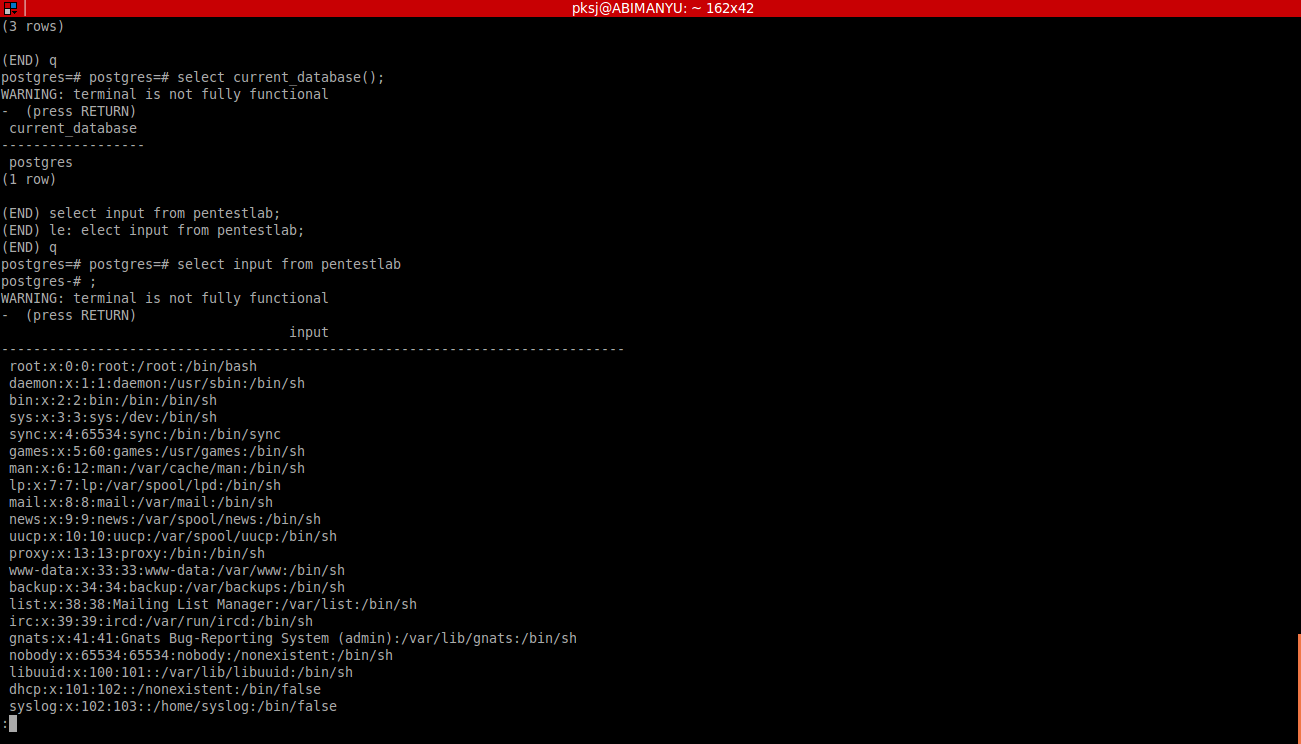 pksj@ABIMANYU: ~ 162x42
(3 rows)
(END) q
postgres=# postgres=# select current_database();
WARNING: terminal is not fully functional
-  (press RETURN)
 current_database
------------------
 postgres
(1 row)
(END) select input from pentestlab;
(END) le: elect input from pentestlab;
(END) q
postgres=# postgres=# select input from pentestlab
postgres-# ;
WARNING: terminal is not fully functional
-  (press RETURN)
                                    input
------------------------------------------------------------------------------
 root:x:0:0:root:/root:/bin/bash
 daemon:x:1:1:daemon:/usr/sbin:/bin/sh
 bin:x:2:2:bin:/bin:/bin/sh
 sys:x:3:3:sys:/dev:/bin/sh
 sync:x:4:65534:sync:/bin:/bin/sync
 games:x:5:60:games:/usr/games:/bin/sh
 man:x:6:12:man:/var/cache/man:/bin/sh
 lp:x:7:7:lp:/var/spool/lpd:/bin/sh
 mail:x:8:8:mail:/var/mail:/bin/sh
 news:x:9:9:news:/var/spool/news:/bin/sh
 uucp:x:10:10:uucp:/var/spool/uucp:/bin/sh
 proxy:x:13:13:proxy:/bin:/bin/sh
 www-data:x:33:33:www-data:/var/www:/bin/sh
 backup:x:34:34:backup:/var/backups:/bin/sh
 list:x:38:38:Mailing List Manager:/var/list:/bin/sh
 irc:x:39:39:ircd:/var/run/ircd:/bin/sh
 gnats:x:41:41:Gnats Bug-Reporting System (admin):/var/lib/gnats:/bin/sh
 nobody:x:65534:65534:nobody:/nonexistent:/bin/sh
 libuuid:x:100:101::/var/lib/libuuid:/bin/sh
 dhcp:x:101:102::/nonexistent:/bin/false
 syslog:x:102:103::/home/syslog:/bin/false
: